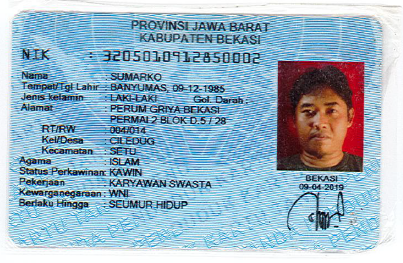 PROVINSI JAWA BARAT
KABUPATEN BEKASI
NIK : 3205010912850002
Nama : SUMARKO
Tempat/Tgl Lahir : BANYUMAS, 09-12-1985
Jenis kelamin : LAKI-LAKI Gol. Darah :
Alamat : PERUM GRIYA BEKASI
PERMAI 2 BLOK D.5 / 28
RT/RW : 004/014
Kel/Desa : CILEDUG
Kecamatan : SETU
Agama : ISLAM
Status Perkawinan: KAWIN
Pekerjaan : KARYAWAN SWASTA
Kewarganegaraan : WNI
Berlaku Hingga : SEUMUR HIDUP
BEKASI
09-04-2019